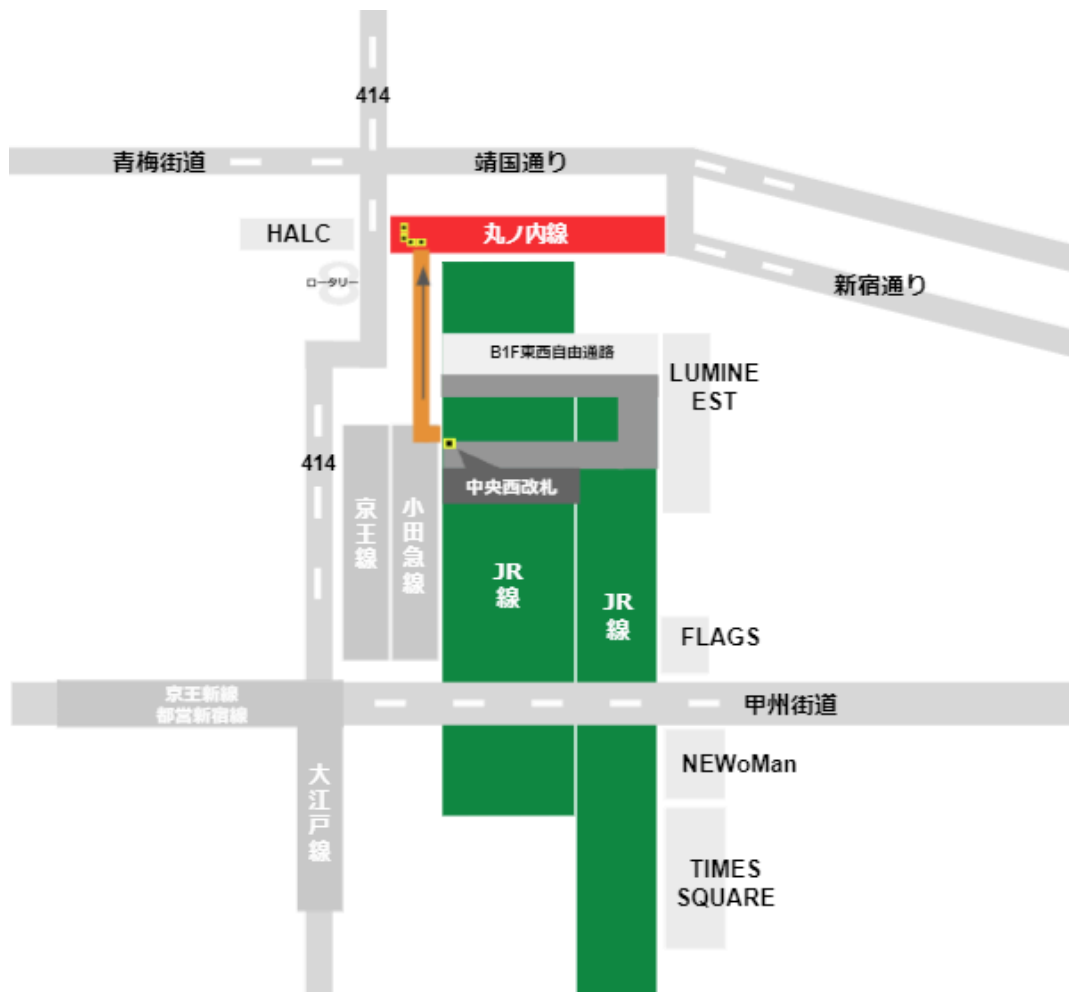 414
青梅街道
靖国通り
HALC
丸ノ内線
8
ロータリー
新宿通り
B1F東西自由通路
LUMINE
EST
414
中央西改札
京王線
小田急線
JR
線
JR
線
FLAGS
京王新線
都営新宿線
甲州街道
NEWoMan
大江戸線
TIMES
SQUARE